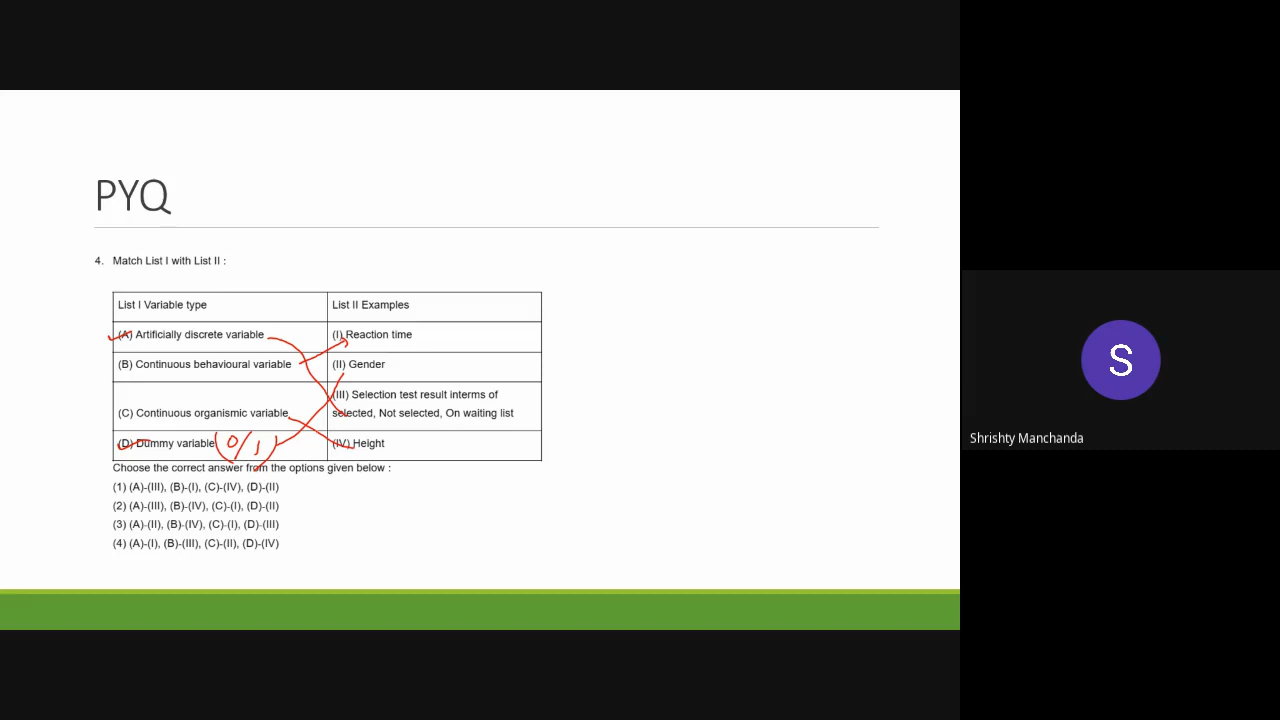 PYQ
4. Match List I with List II :
List I Variable type
List II Examples
(A) Artificially discrete variable
(I) Reaction time
(B) Continuous behavioural variable
(II) Gender
(C) Continuous organismic variable
(III) Selection test result interms of
selected, Not selected, On waiting list
(D) Dummy variable (0/1)
(IV) Height
Choose the correct answer from the options given below :
(1) (A)-(III), (B)-(I), (C)-(IV), (D)-(II)
(2) (A)-(III), (B)-(IV), (C)-(I), (D)-(II)
(3) (A)-(II), (B)-(IV), (C)-(I), (D)-(III)
(4) (A)-(I), (B)-(III), (C)-(II), (D)-(IV)
S
Shrishty Manchanda